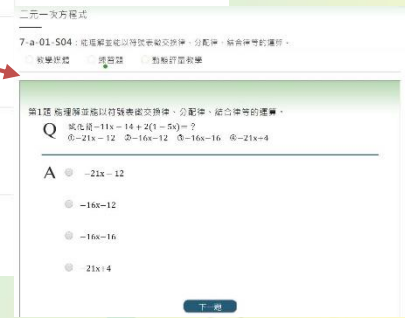 二元一次方程式
7-a-01-S04：能理解並能以符號表徵交換律、分配律、結合律等的運算。
教學媒體 練習題 動態評量教學
第1題 能理解並能以符號表徵交換律、分配律、結合律等的運算。
Q 試化簡−11x − 14 + 2(1 − 5x)= ？
①−21x − 12 ②−16x−12 ③−16x−16 ④−21x+4
A −21x − 12
−16x−12
−16x−16
21x+4
下一題